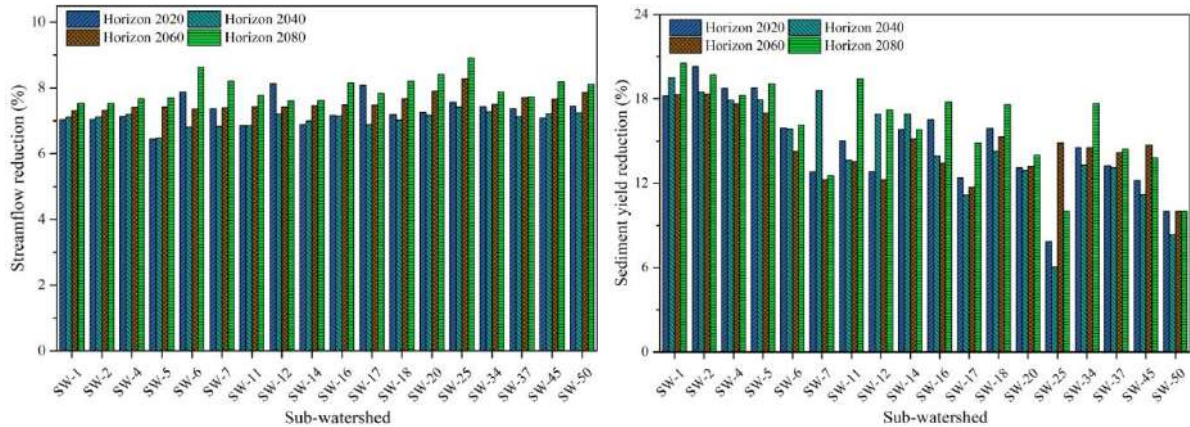 10
8
6
4
2
0
Streamflow reduction (%)
Horizon 2020 Horizon 2040
Horizon 2060 Horizon 2080
SW-1 SW-2 SW-4 SW-5 SW-6 SW-7 SW-11 SW-12 SW-14 SW-16 SW-17 SW-18 SW-20 SW-25 SW-34 SW-37 SW-45 SW-50
Sub-watershed
24
18
12
6
0
Sediment yield reduction (%)
Horizon 2020 Horizon 2040
Horizon 2060 Horizon 2080
SW-1 SW-2 SW-4 SW-5 SW-6 SW-7 SW-11 SW-12 SW-14 SW-16 SW-17 SW-18 SW-20 SW-25 SW-34 SW-37 SW-45 SW-50
Sub-watershed